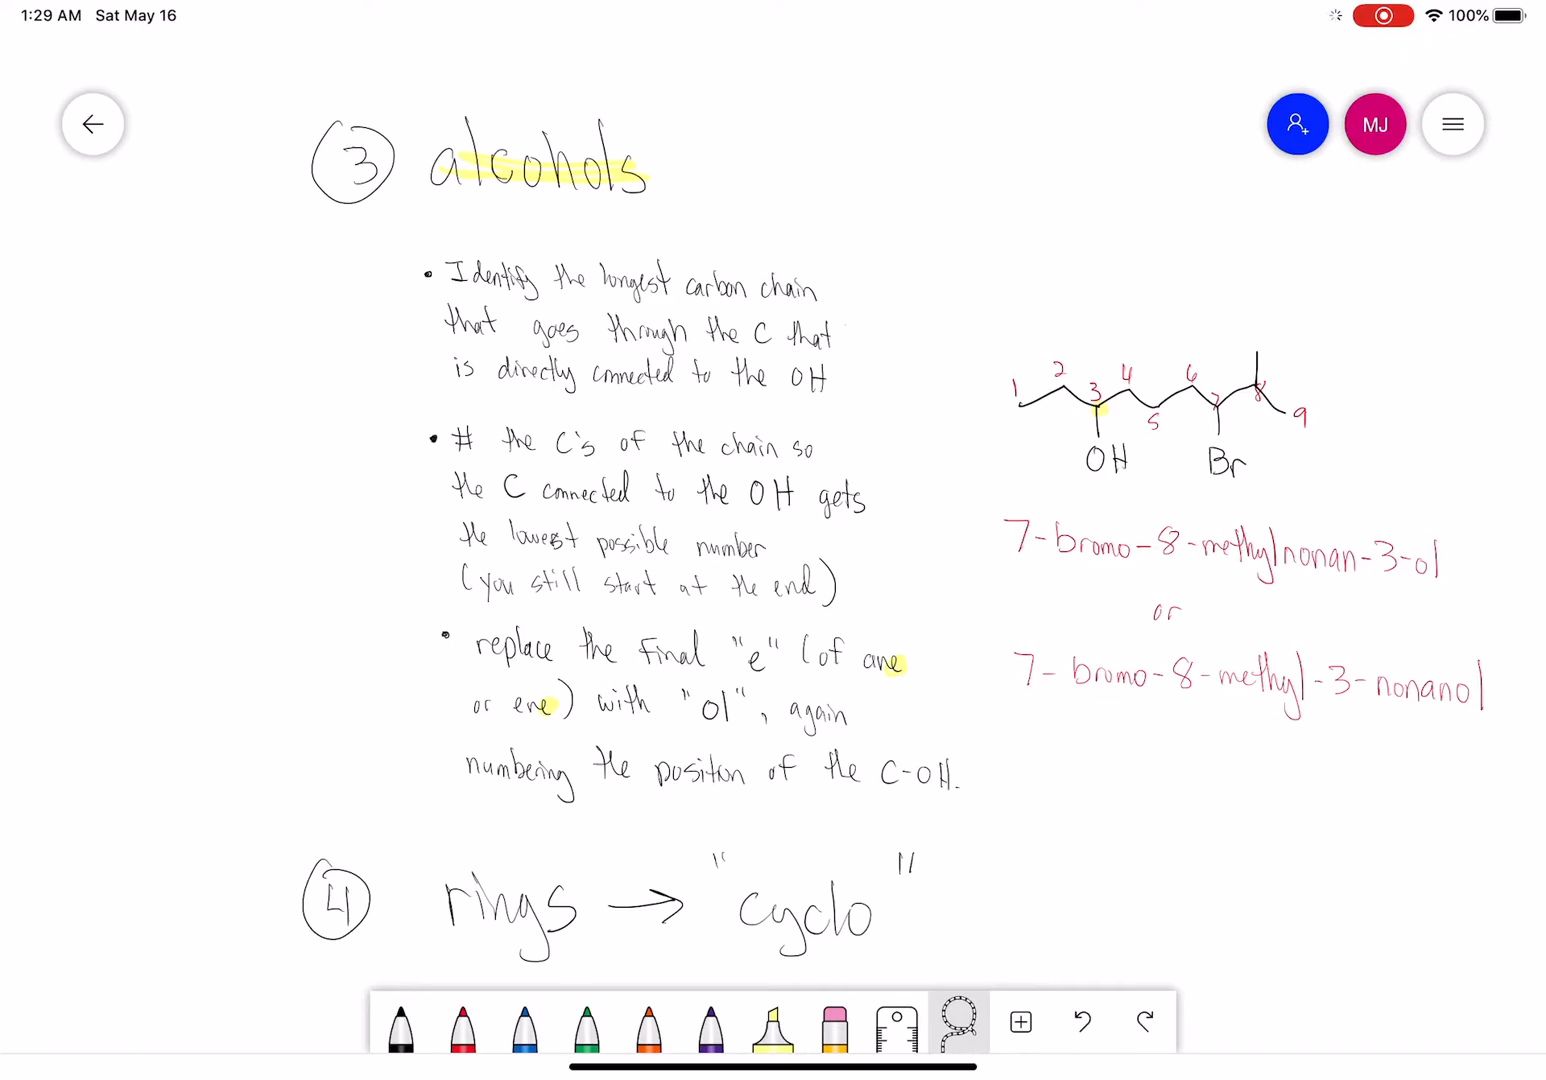 1:29 AM Sat May 16
100%
MJ
3 alcohols
• Identify the longest carbon chain
that goes through the C that
is directly connected to the OH
• # the C's of the chain so
the C connected to the OH gets
the lowest possible number
(you still start at the end)
• replace the final "e" (of ane
or ene) with "ol", again
numbering the position of the C-OH.
1 2 3 4 5 6 7 8 9
OH Br
7-bromo-8-methylnonan-3-ol
or
7-bromo-8-methyl-3-nonanol
4 rings → "cyclo"